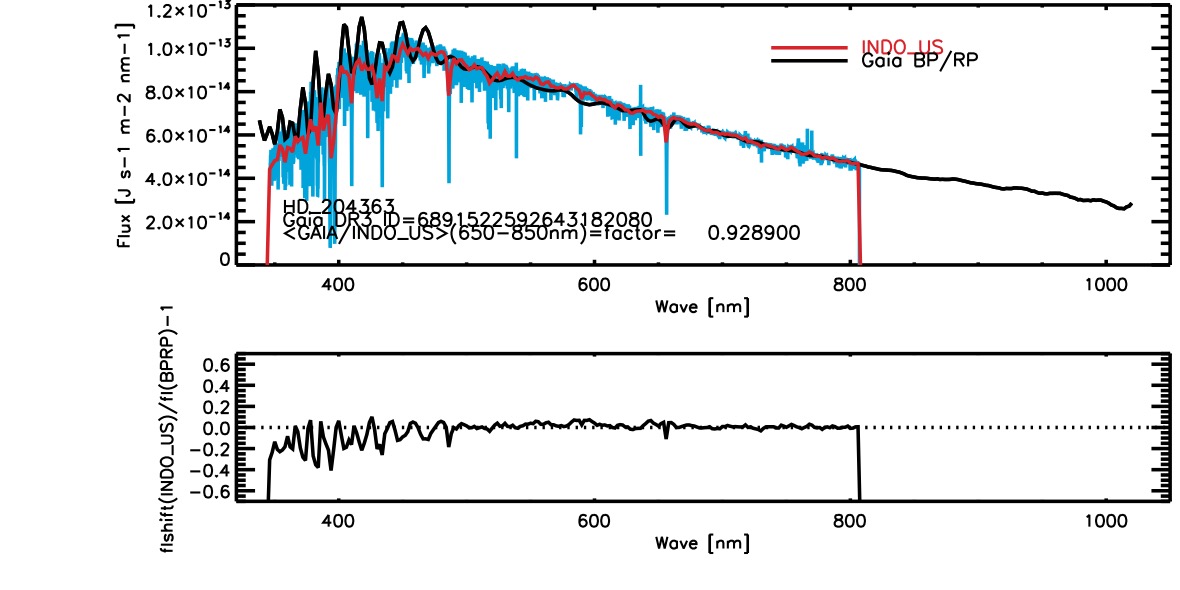 1.2×10⁻¹³
1.0×10⁻¹³
8.0×10⁻¹⁴
6.0×10⁻¹⁴
4.0×10⁻¹⁴
2.0×10⁻¹⁴
0
Flux [J s−1 m−2 nm−1]
INDO_US
Gaia BP/RP
HD_204363
Gaia DR3 ID=6891522592643182080
<GAIA/INDO_US>(650−850nm)=factor= 0.928900
400 600 800 1000
Wave [nm]
0.6
0.4
0.2
0.0
−0.2
−0.4
−0.6
flshift(INDO_US)/fl(BPRP)−1
400 600 800 1000
Wave [nm]